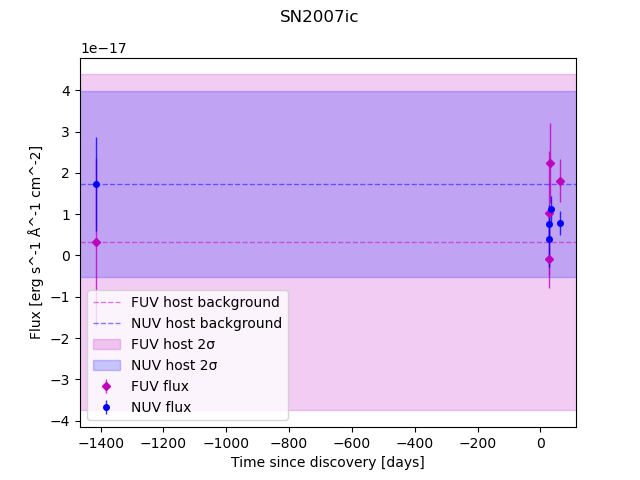 SN2007ic
1e−17
4
3
2
1
0
−1
−2
−3
−4
Flux [erg s^-1 Å^-1 cm^-2]
FUV host background
NUV host background
FUV host 2σ
NUV host 2σ
FUV flux
NUV flux
−1400 −1200 −1000 −800 −600 −400 −200 0
Time since discovery [days]